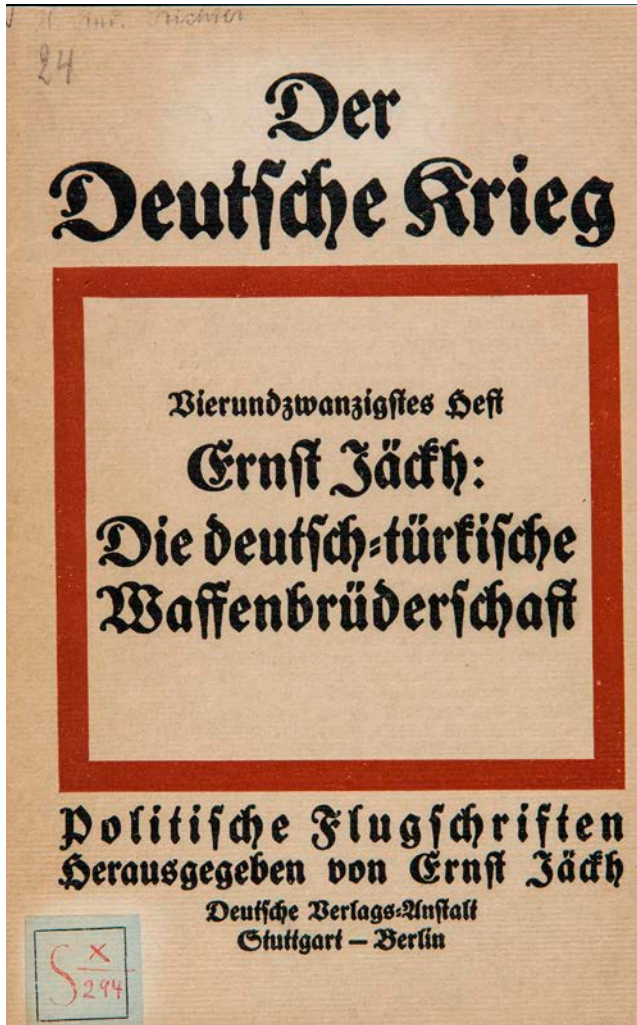 24
Der
Deutsche Krieg
Vierundzwanzigstes Heft
Ernst Jäckh:
Die deutsch-türkische
Waffenbrüderschaft
Politische Flugschriften
Herausgegeben von Ernst Jäckh
Deutsche Verlags-Anstalt
Stuttgart — Berlin
X
294